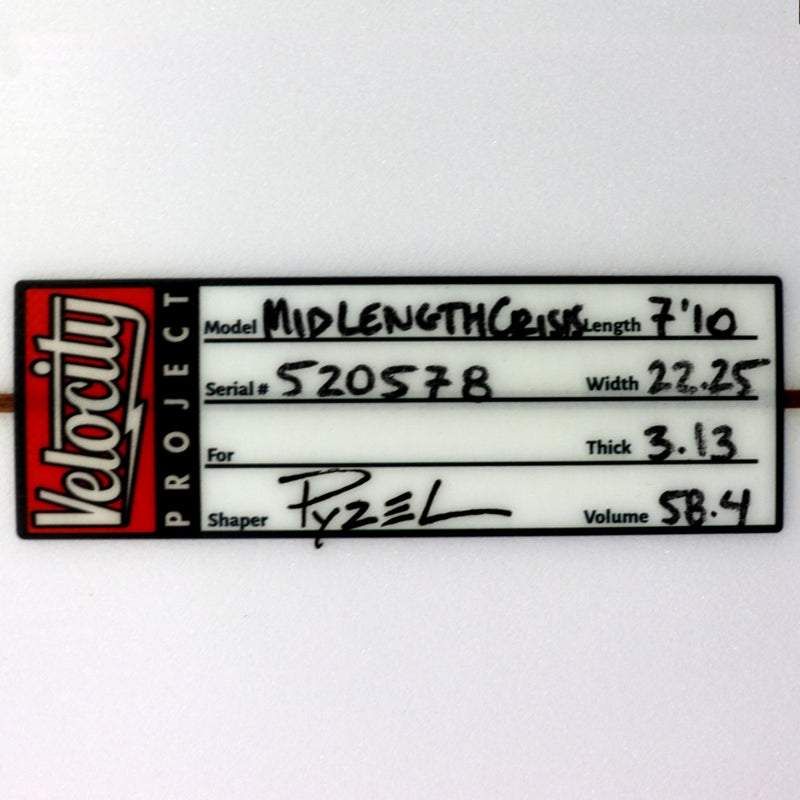 Velocity
PROJECT
Model MIDLENGTHCRISIS Length 7'10
Serial # 520578 Width 22.25
For Thick 3.13
Shaper PYZEL Volume 58.4